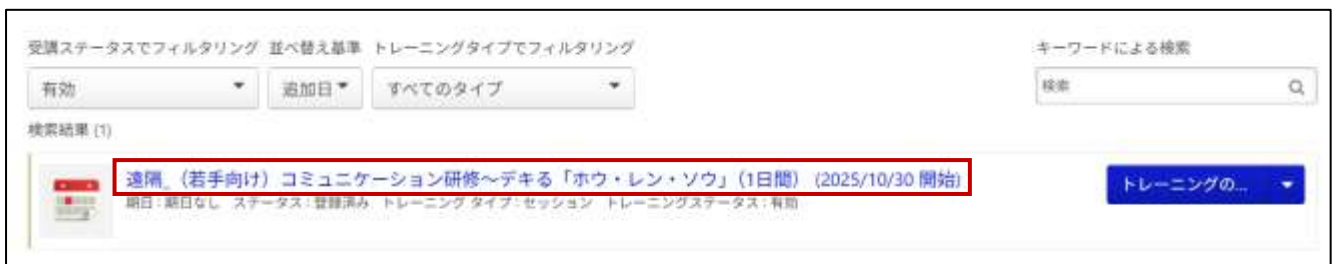 受講ステータスでフィルタリング 並べ替え基準 トレーニングタイプでフィルタリング キーワードによる検索
有効 追加日 すべてのタイプ 検索
検索結果 (1)
遠隔_（若手向け）コミュニケーション研修～デキる「ホウ・レン・ソウ」（1日間） (2025/10/30 開始) トレーニングの...
期日 : 期日なし ステータス : 登録済み トレーニング タイプ : セッション トレーニングステータス : 有効